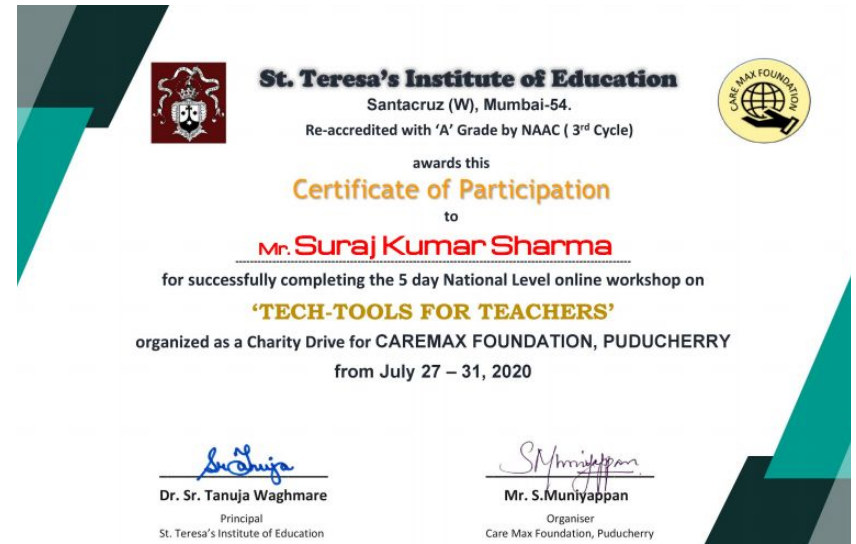 St. Teresa's Institute of Education
CARE MAX FOUNDATION
Santacruz (W), Mumbai-54.
Re-accredited with 'A' Grade by NAAC ( 3rd Cycle)
awards this
Certificate of Participation
to
Mr. Suraj Kumar Sharma
for successfully completing the 5 day National Level online workshop on
'TECH-TOOLS FOR TEACHERS'
organized as a Charity Drive for CAREMAX FOUNDATION, PUDUCHERRY
from July 27 – 31, 2020
Sr Tanuja
S Muniyappan
Dr. Sr. Tanuja Waghmare
Mr. S.Muniyappan
Principal
Organiser
St. Teresa's Institute of Education
Care Max Foundation, Puducherry